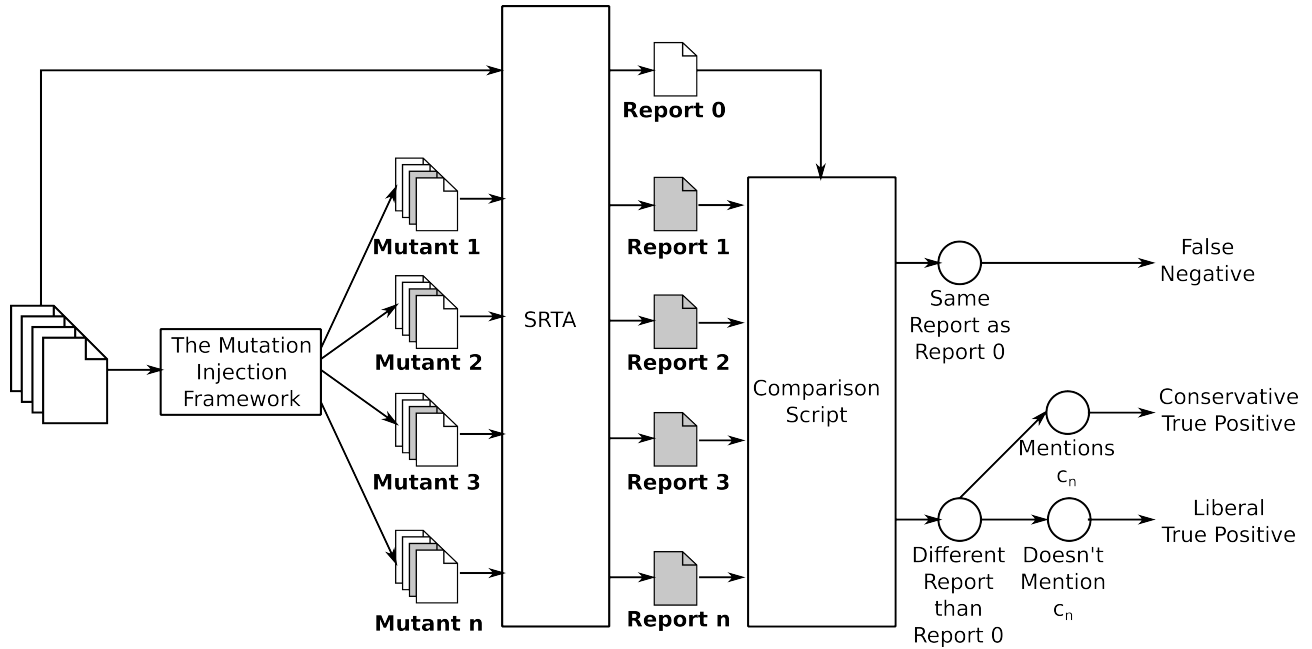 Report 0
Mutant 1
Report 1
Mutant 2
Report 2
Mutant 3
Report 3
Mutant n
Report n
The Mutation
Injection
Framework
SRTA
Comparison
Script
Same
Report as
Report 0
False
Negative
Mentions
cn
Conservative
True Positive
Different
Report
than
Report 0
Doesn't
Mention
cn
Liberal
True Positive